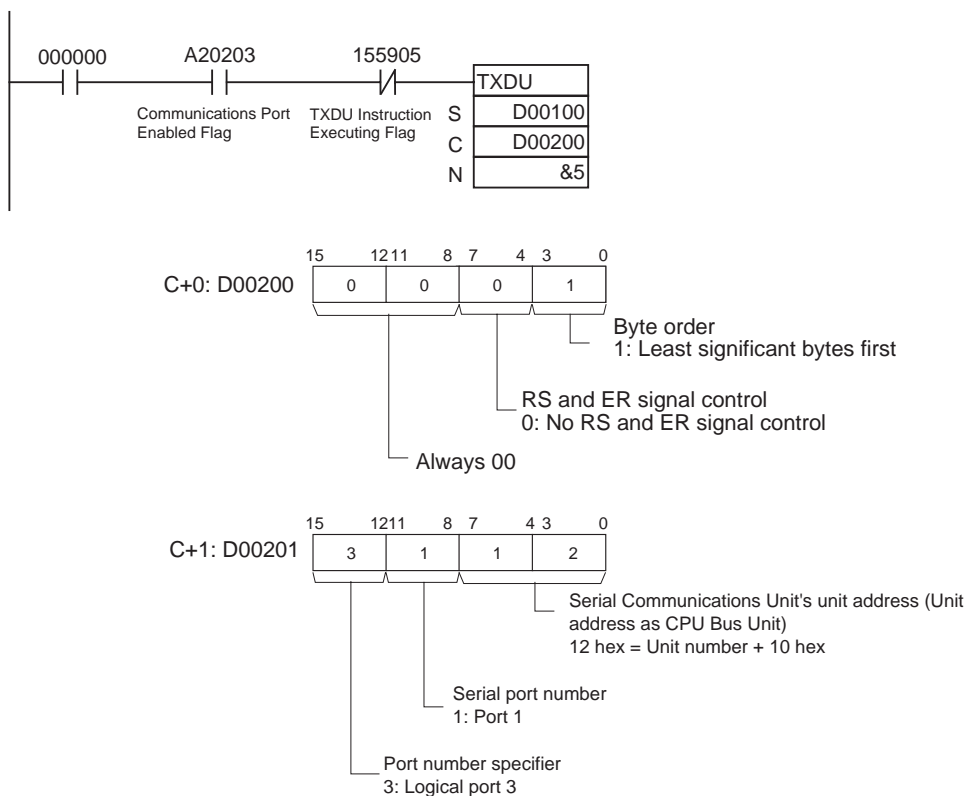 000000 A20203 155905
TXDU
Communications Port
Enabled Flag
TXDU Instruction
Executing Flag
S D00100
C D00200
N &5
15 12 11 8 7 4 3 0
C+0: D00200 0 0 0 1
Byte order
1: Least significant bytes first
RS and ER signal control
0: No RS and ER signal control
Always 00
15 12 11 8 7 4 3 0
C+1: D00201 3 1 1 2
Serial Communications Unit's unit address (Unit
address as CPU Bus Unit)
12 hex = Unit number + 10 hex
Serial port number
1: Port 1
Port number specifier
3: Logical port 3